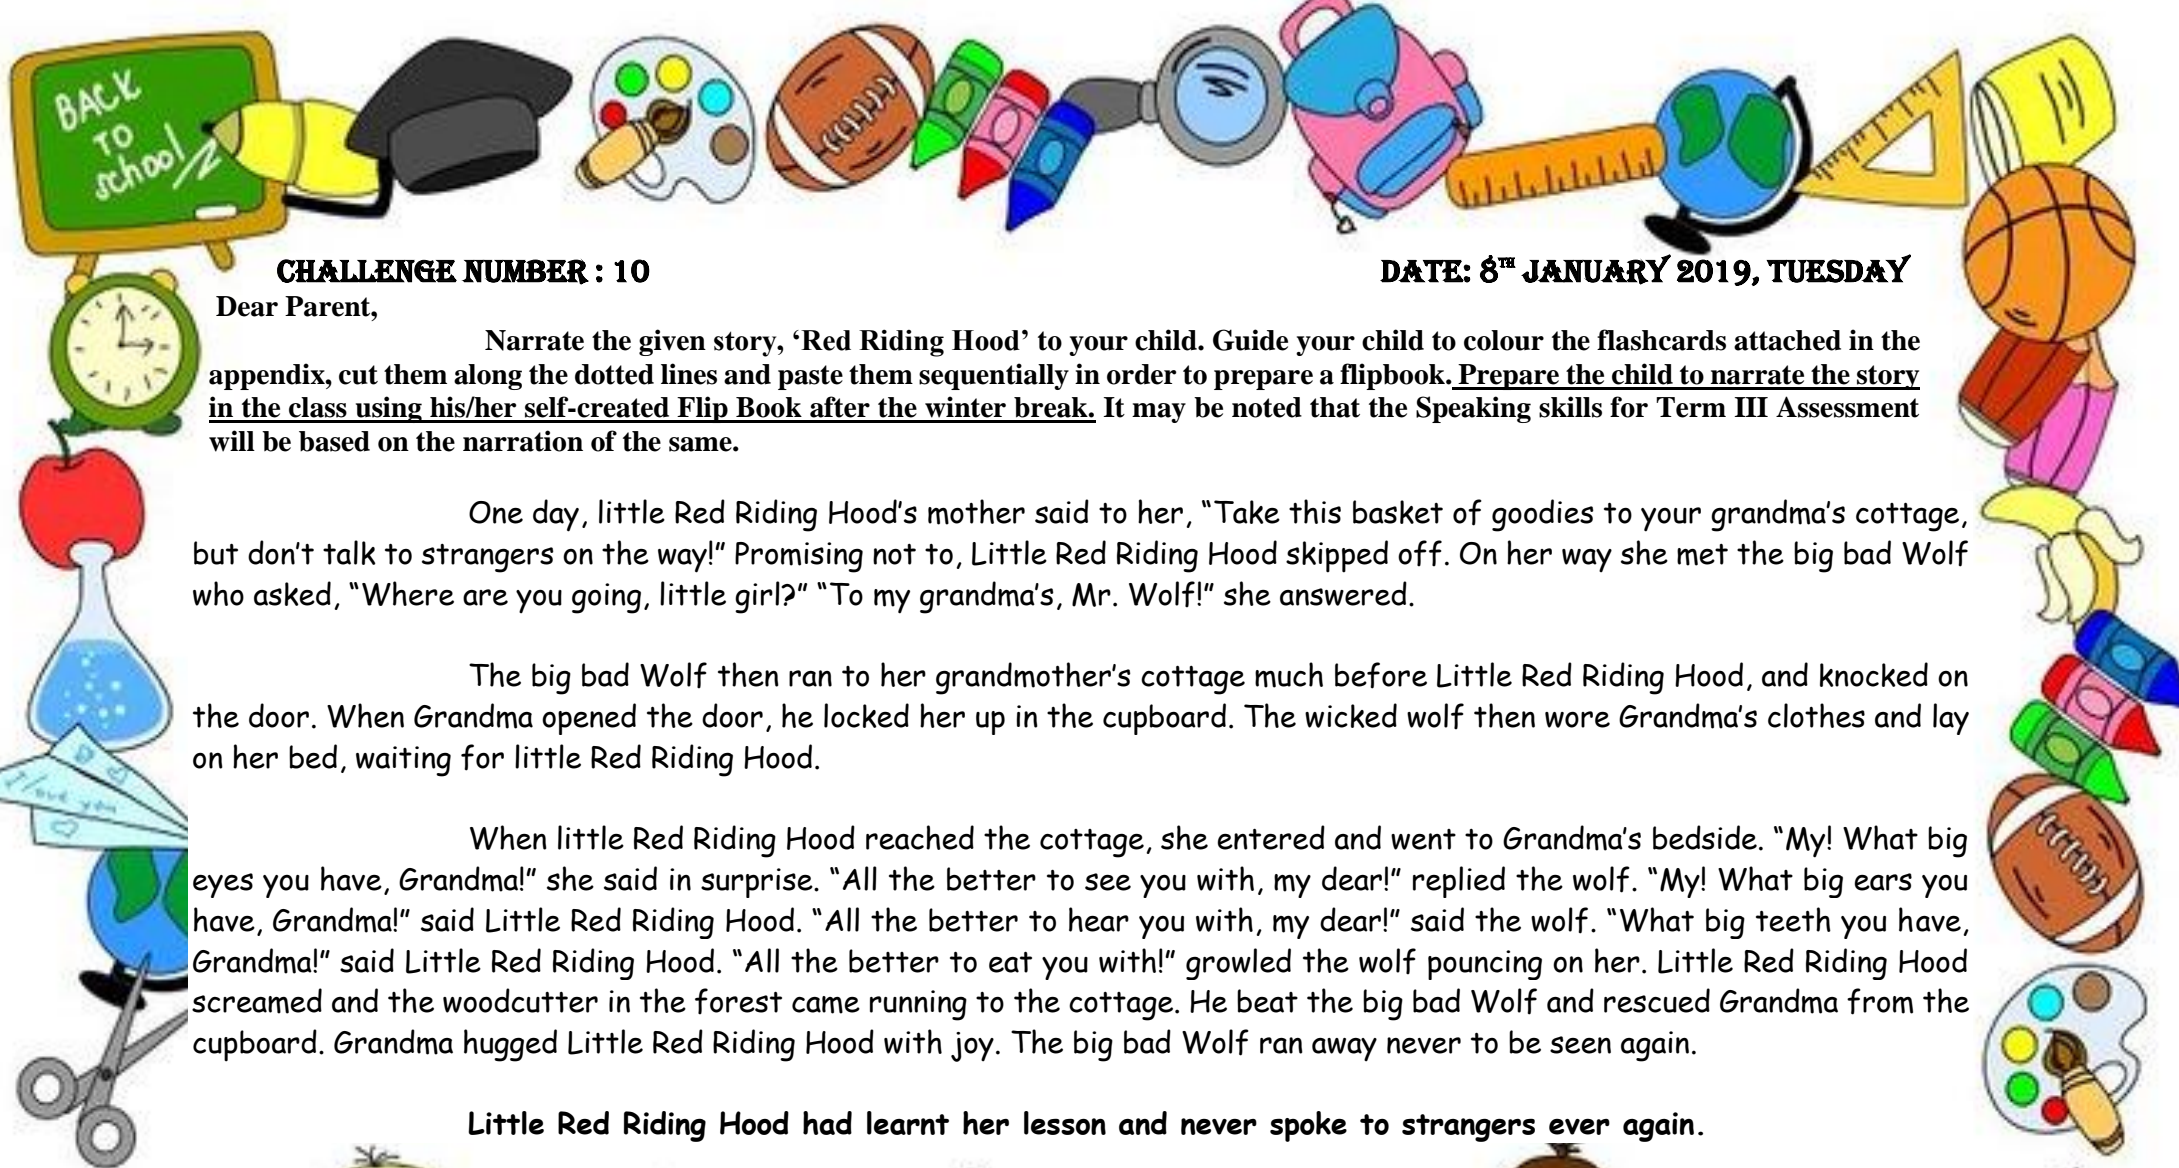 BACK
TO
school
CHALLENGE NUMBER : 10
DATE: 8TH JANUARY 2019, TUESDAY
Dear Parent,
Narrate the given story, ‘Red Riding Hood’ to your child. Guide your child to colour the flashcards attached in the
appendix, cut them along the dotted lines and paste them sequentially in order to prepare a flipbook. Prepare the child to narrate the story
in the class using his/her self-created Flip Book after the winter break. It may be noted that the Speaking skills for Term III Assessment
will be based on the narration of the same.
One day, little Red Riding Hood’s mother said to her, “Take this basket of goodies to your grandma’s cottage,
but don’t talk to strangers on the way!” Promising not to, Little Red Riding Hood skipped off. On her way she met the big bad Wolf
who asked, “Where are you going, little girl?” “To my grandma’s, Mr. Wolf!” she answered.
The big bad Wolf then ran to her grandmother’s cottage much before Little Red Riding Hood, and knocked on
the door. When Grandma opened the door, he locked her up in the cupboard. The wicked wolf then wore Grandma’s clothes and lay
on her bed, waiting for little Red Riding Hood.
I love you
When little Red Riding Hood reached the cottage, she entered and went to Grandma’s bedside. “My! What big
eyes you have, Grandma!” she said in surprise. “All the better to see you with, my dear!” replied the wolf. “My! What big ears you
have, Grandma!” said Little Red Riding Hood. “All the better to hear you with, my dear!” said the wolf. “What big teeth you have,
Grandma!” said Little Red Riding Hood. “All the better to eat you with!” growled the wolf pouncing on her. Little Red Riding Hood
screamed and the woodcutter in the forest came running to the cottage. He beat the big bad Wolf and rescued Grandma from the
cupboard. Grandma hugged Little Red Riding Hood with joy. The big bad Wolf ran away never to be seen again.
Little Red Riding Hood had learnt her lesson and never spoke to strangers ever again.